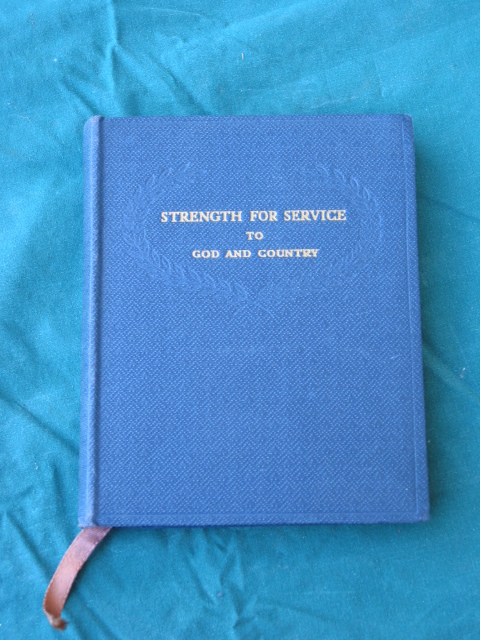 STRENGTH FOR SERVICE
TO
GOD AND COUNTRY